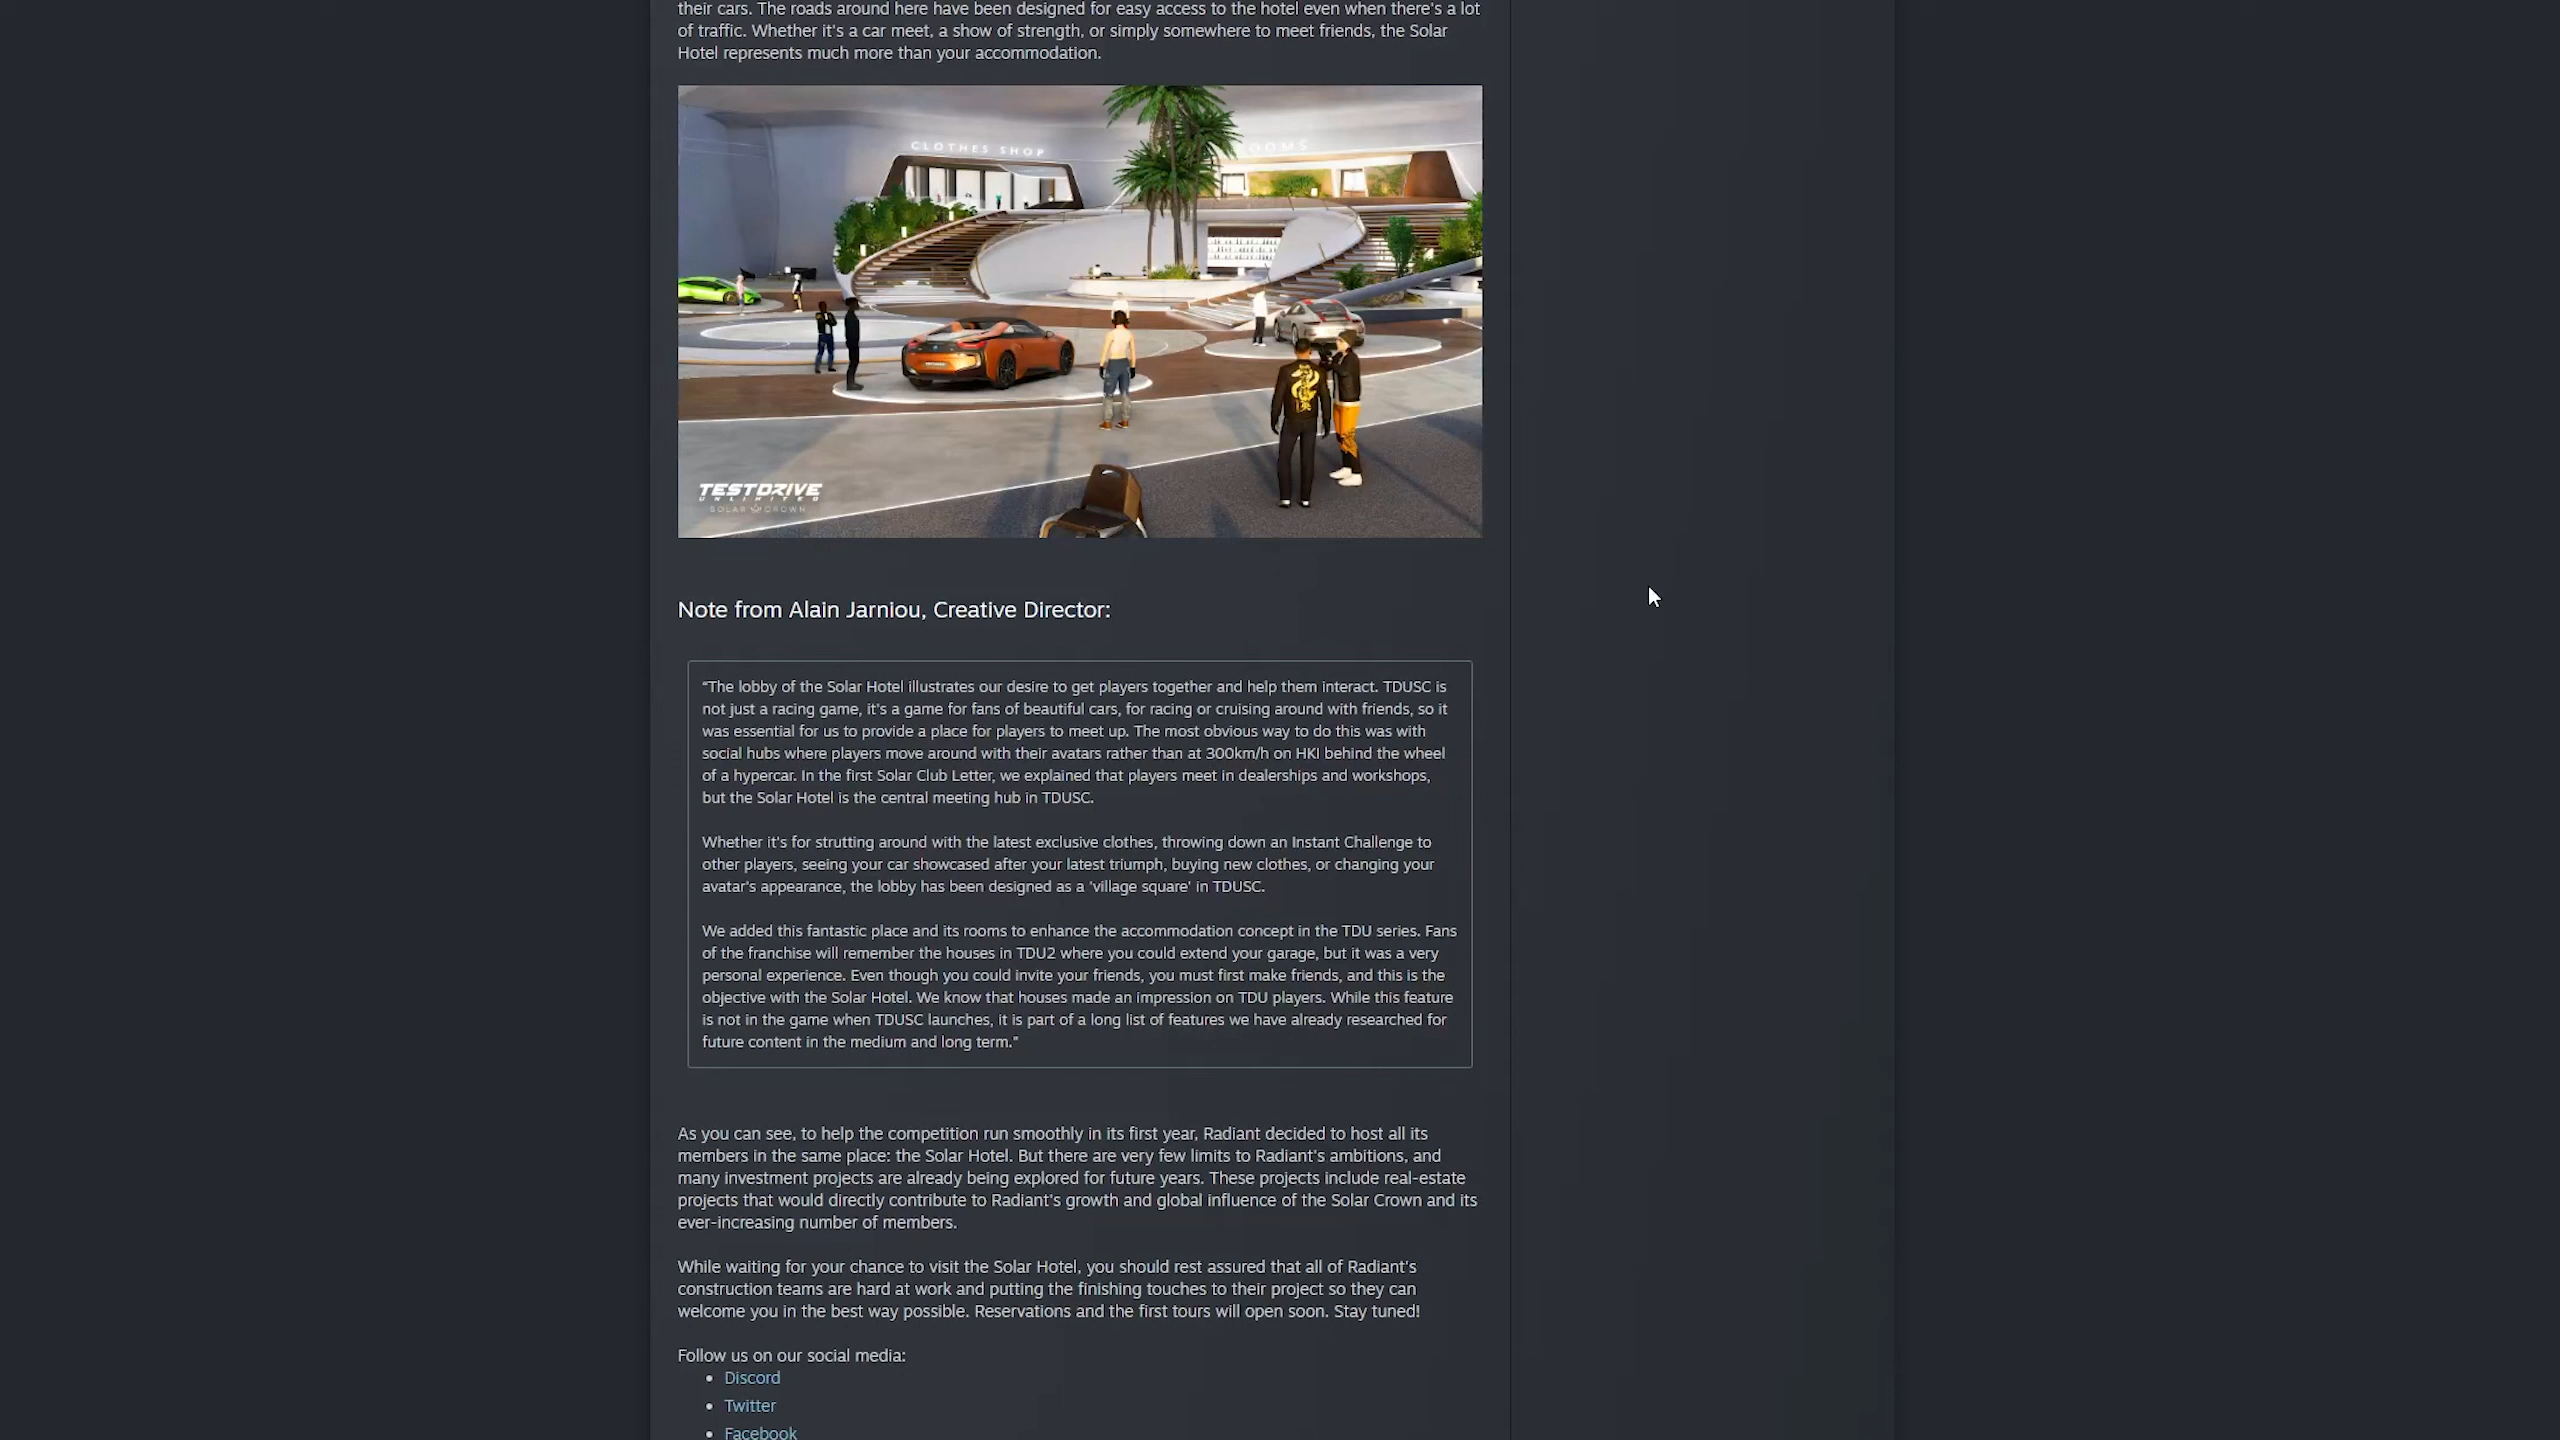 their cars. The roads around here have been designed for easy access to the hotel even when there's a lot
of traffic. Whether it's a car meet, a show of strength, or simply somewhere to meet friends, the Solar
Hotel represents much more than your accommodation.
CLOTHES SHOP
ROOMS
TESTDRIVE
UNLIMITED
SOLAR CROWN
Note from Alain Jarniou, Creative Director:
“The lobby of the Solar Hotel illustrates our desire to get players together and help them interact. TDUSC is
not just a racing game, it's a game for fans of beautiful cars, for racing or cruising around with friends, so it
was essential for us to provide a place for players to meet up. The most obvious way to do this was with
social hubs where players move around with their avatars rather than at 300km/h on HKI behind the wheel
of a hypercar. In the first Solar Club Letter, we explained that players meet in dealerships and workshops,
but the Solar Hotel is the central meeting hub in TDUSC.
Whether it's for strutting around with the latest exclusive clothes, throwing down an Instant Challenge to
other players, seeing your car showcased after your latest triumph, buying new clothes, or changing your
avatar's appearance, the lobby has been designed as a 'village square' in TDUSC.
We added this fantastic place and its rooms to enhance the accommodation concept in the TDU series. Fans
of the franchise will remember the houses in TDU2 where you could extend your garage, but it was a very
personal experience. Even though you could invite your friends, you must first make friends, and this is the
objective with the Solar Hotel. We know that houses made an impression on TDU players. While this feature
is not in the game when TDUSC launches, it is part of a long list of features we have already researched for
future content in the medium and long term.”
As you can see, to help the competition run smoothly in its first year, Radiant decided to host all its
members in the same place: the Solar Hotel. But there are very few limits to Radiant's ambitions, and
many investment projects are already being explored for future years. These projects include real-estate
projects that would directly contribute to Radiant's growth and global influence of the Solar Crown and its
ever-increasing number of members.
While waiting for your chance to visit the Solar Hotel, you should rest assured that all of Radiant's
construction teams are hard at work and putting the finishing touches to their project so they can
welcome you in the best way possible. Reservations and the first tours will open soon. Stay tuned!
Follow us on our social media:
• Discord
• Twitter
• Facebook